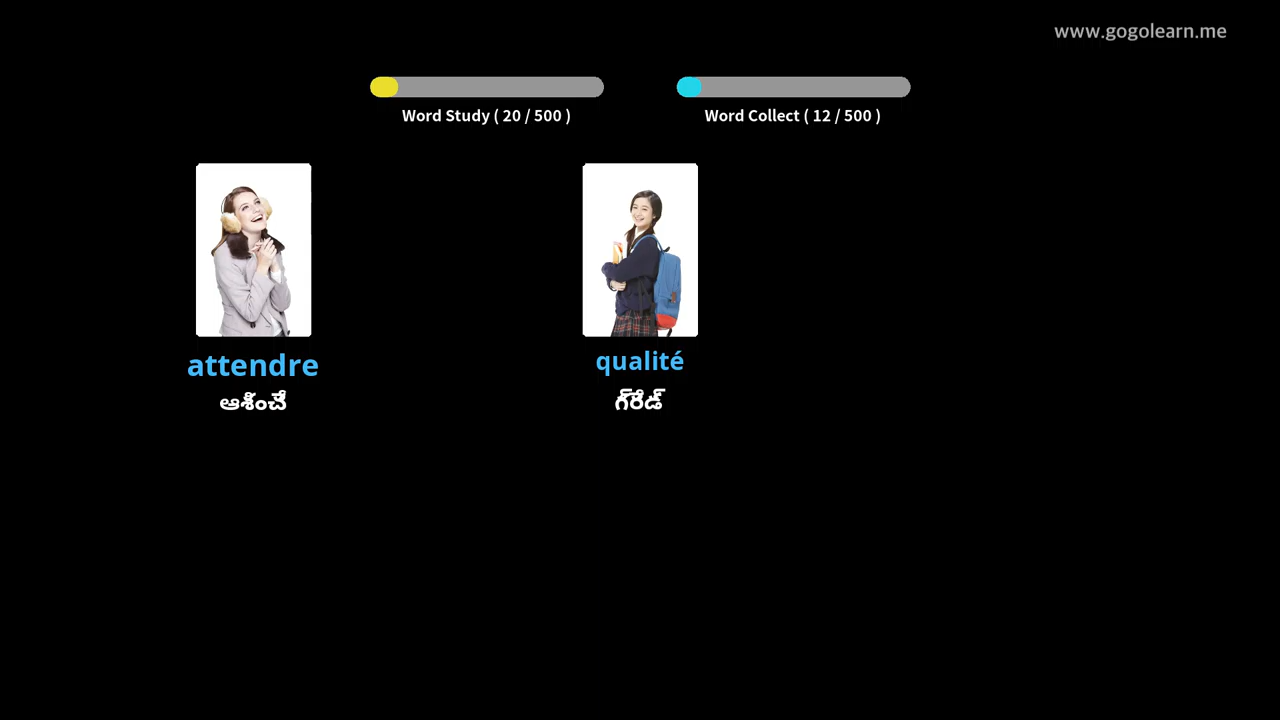 www.gogolearn.me
Word Study ( 20 / 500 )
Word Collect ( 12 / 500 )
attendre
qualité
ఆశించే
గ్రేడ్